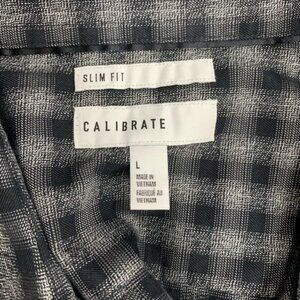 SLIM FIT
CALIBRATE
L
MADE IN
VIETNAM
FABRIQUÉ AU
VIETNAM